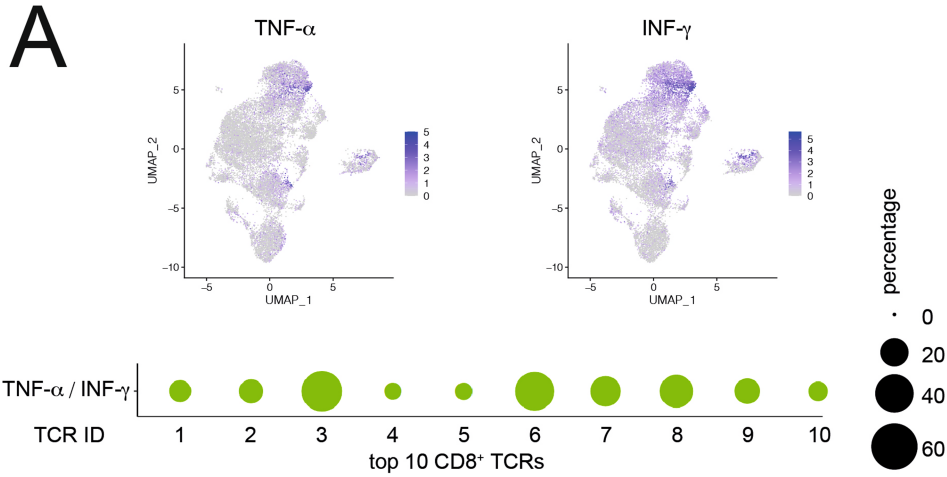 A
TNF-α
INF-γ
5
0
−5
−10
UMAP_2
−5
0
5
UMAP_1
5
4
3
2
1
0
5
0
−5
−10
UMAP_2
−5
0
5
UMAP_1
5
4
3
2
1
0
percentage
0
20
40
60
TNF-α / INF-γ
TCR ID 1 2 3 4 5 6 7 8 9 10
top 10 CD8⁺ TCRs